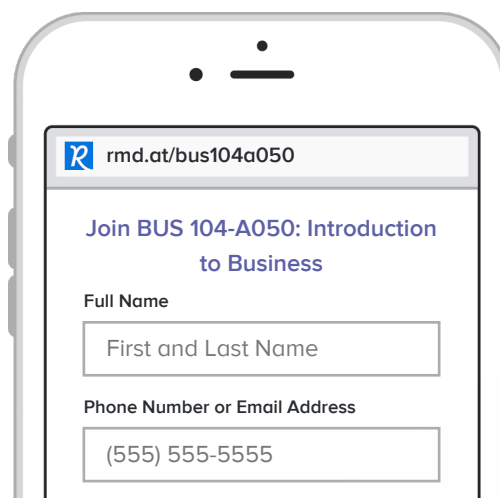 rmd.at/bus104a050
Join BUS 104-A050: Introduction
to Business
Full Name
First and Last Name
Phone Number or Email Address
(555) 555-5555